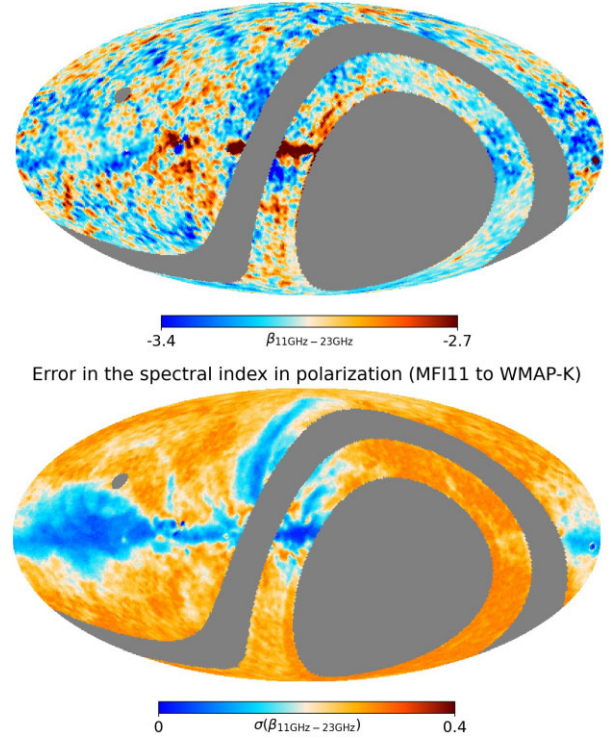 -3.4 β11GHz−23GHz -2.7
Error in the spectral index in polarization (MFI11 to WMAP-K)
0 σ(β11GHz−23GHz) 0.4